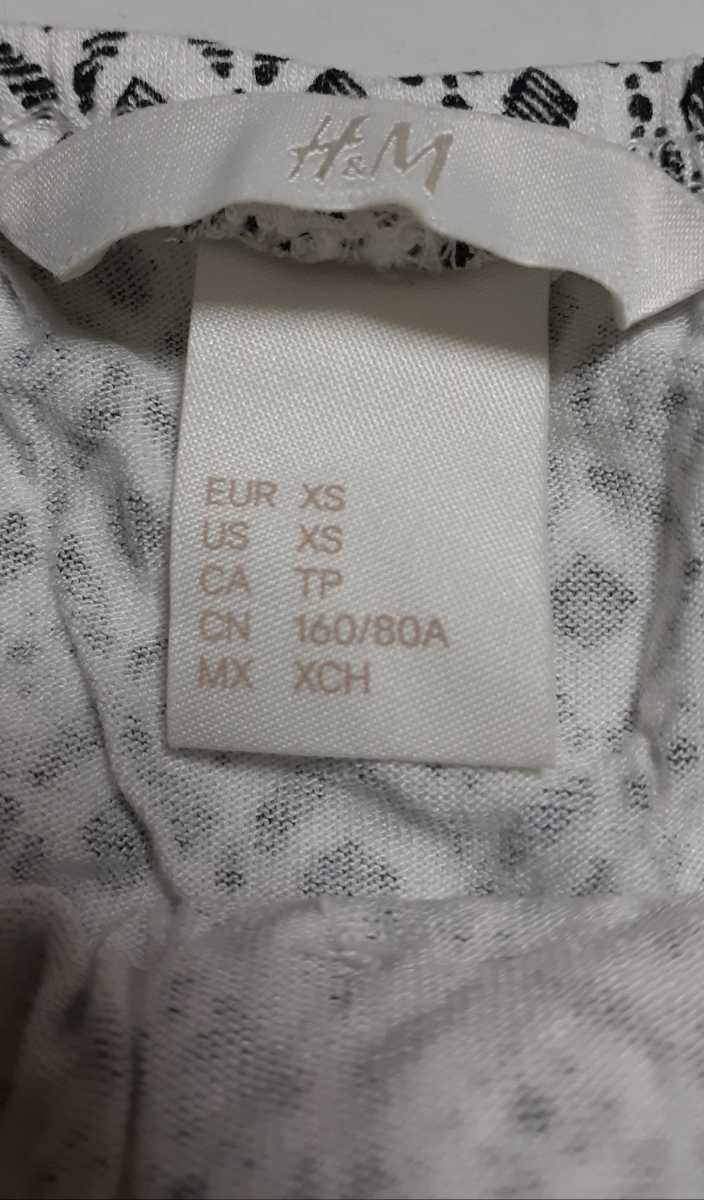 H&M
EUR XS
US XS
CA TP
CN 160/80A
MX XCH